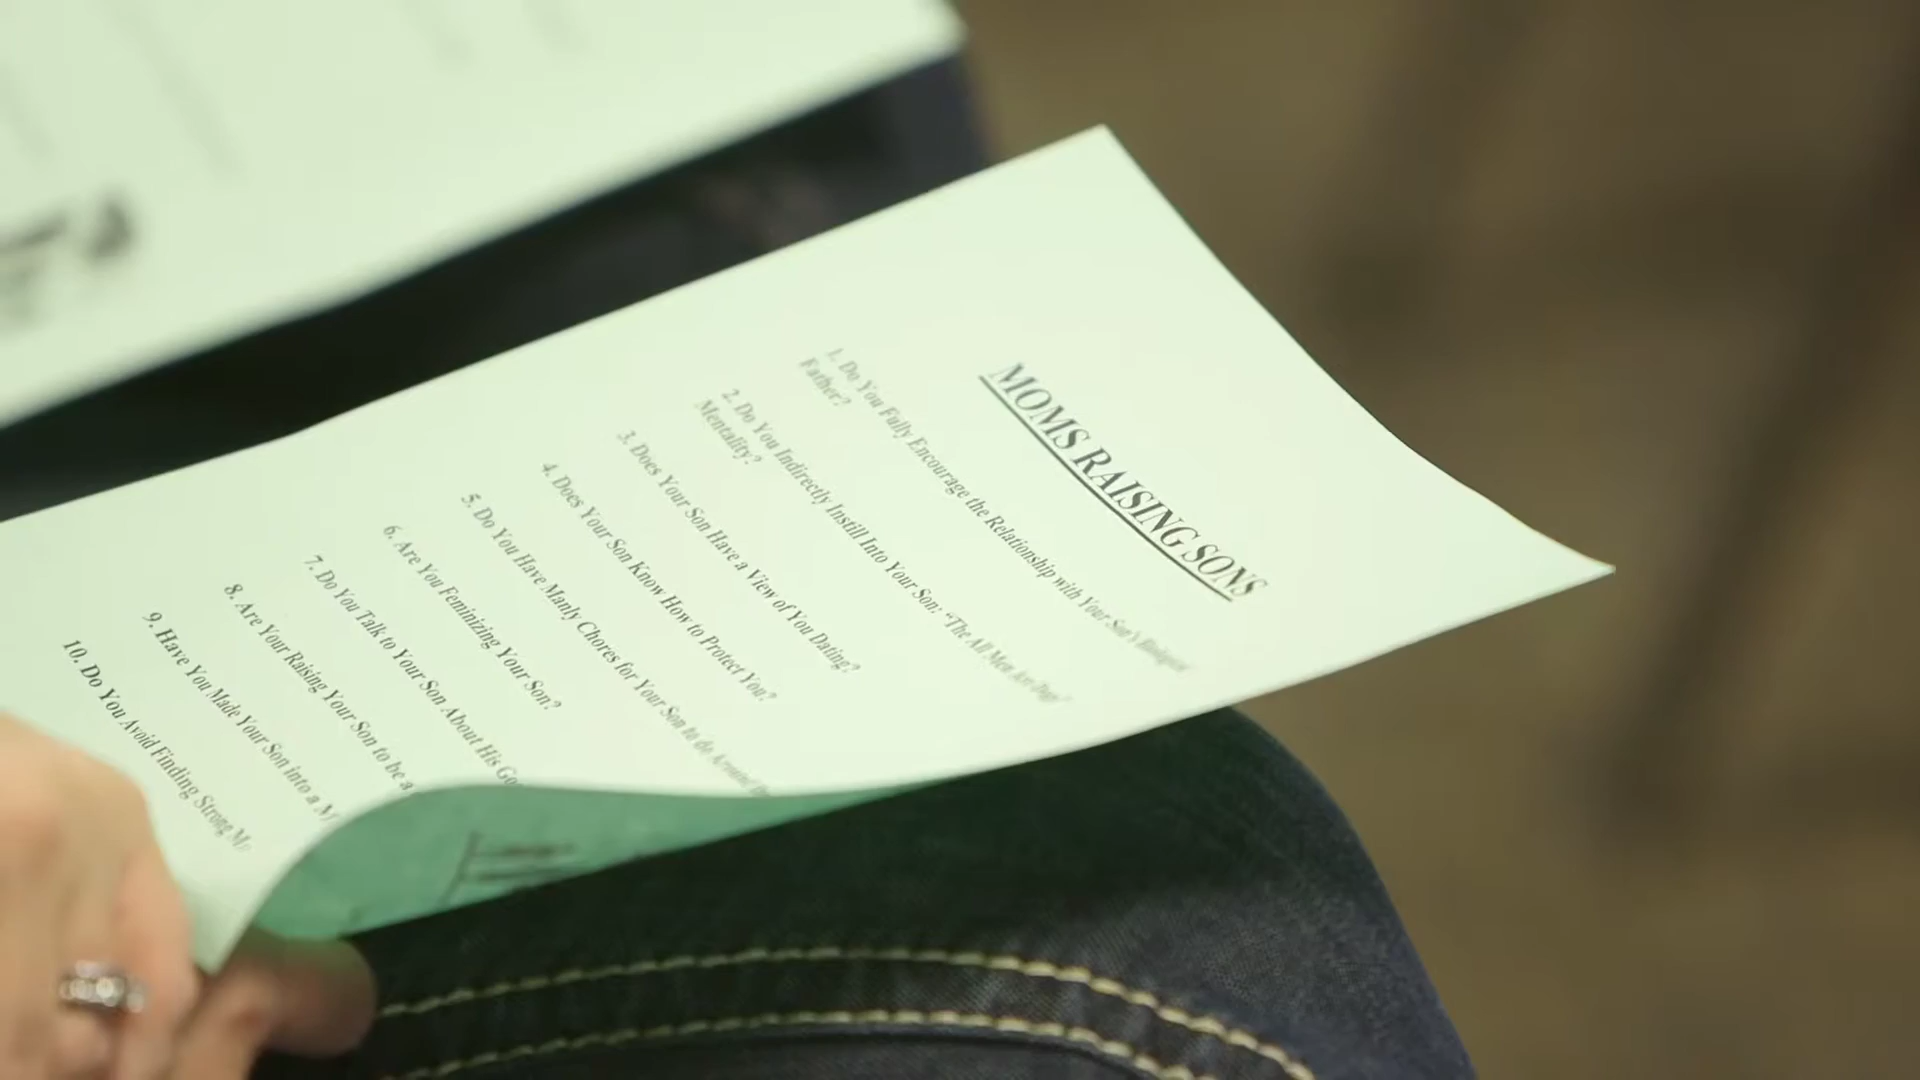 MOMS RAISING SONS
1. Do You Fully Encourage the Relationship with Your Son's
Father?
2. Do You Indirectly Instill Into Your Son: "The All Men Are
Mentality?
3. Does Your Son Have a View of You Dating?
4. Does Your Son Know How to Protect You?
5. Do You Have Manly Chores for Your Son to do Around
6. Are You Feminizing Your Son?
7. Do You Talk to Your Son About His Go
8. Are Your Raising Your Son to be a
9. Have You Made Your Son into a M
10. Do You Avoid Finding Strong M